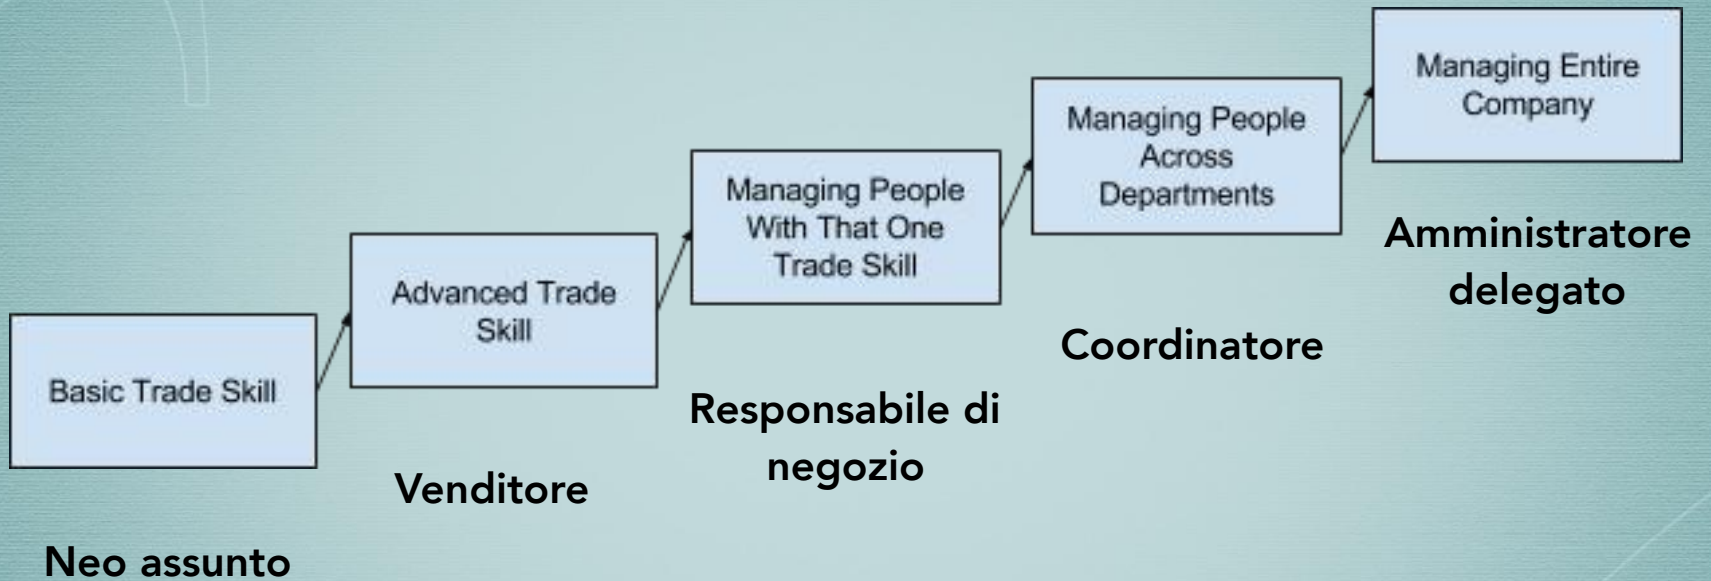 Basic Trade Skill
Neo assunto
Advanced Trade
Skill
Venditore
Managing People
With That One
Trade Skill
Responsabile di
negozio
Managing People
Across
Departments
Coordinatore
Managing Entire
Company
Amministratore
delegato